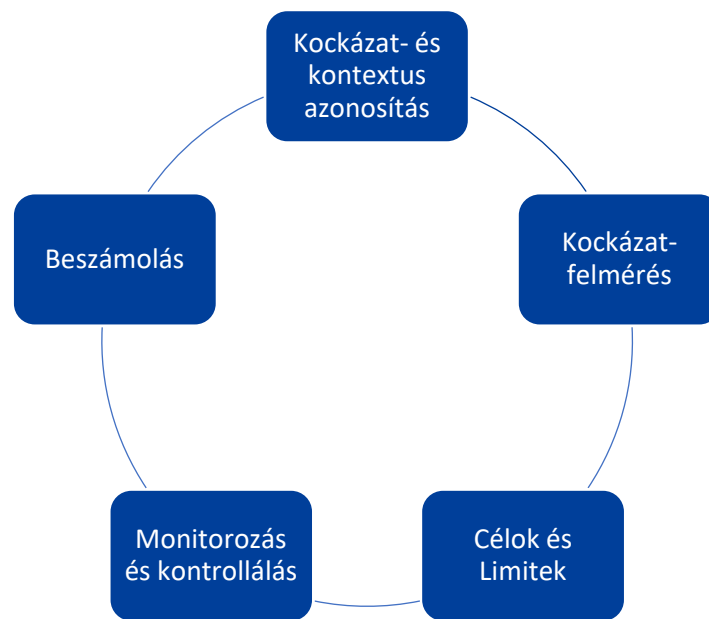 Kockázat- és
kontextus
azonosítás
Kockázat-
felmérés
Célok és
Limitek
Monitorozás
és kontrollálás
Beszámolás